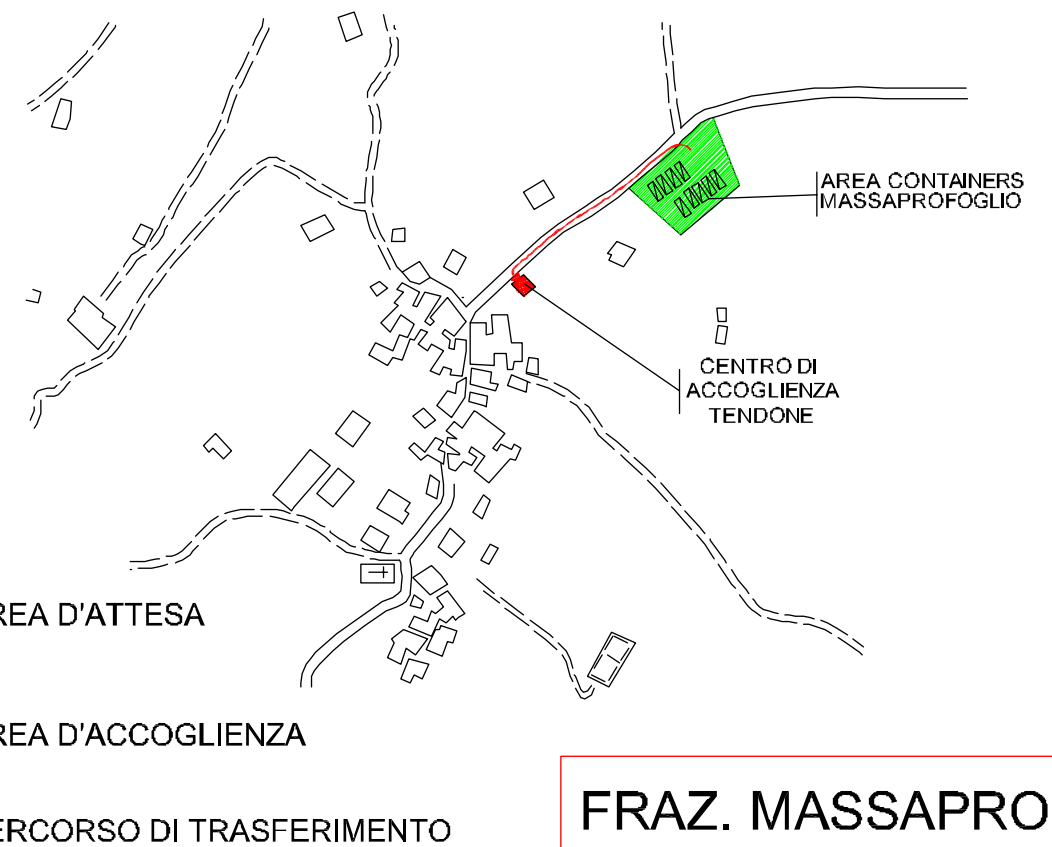 AREA CONTAINERS
MASSAPROFOGLIO
CENTRO DI
ACCOGLIENZA
TENDONE
REA D'ATTESA
REA D'ACCOGLIENZA
ERCORSO DI TRASFERIMENTO
FRAZ. MASSAPRO